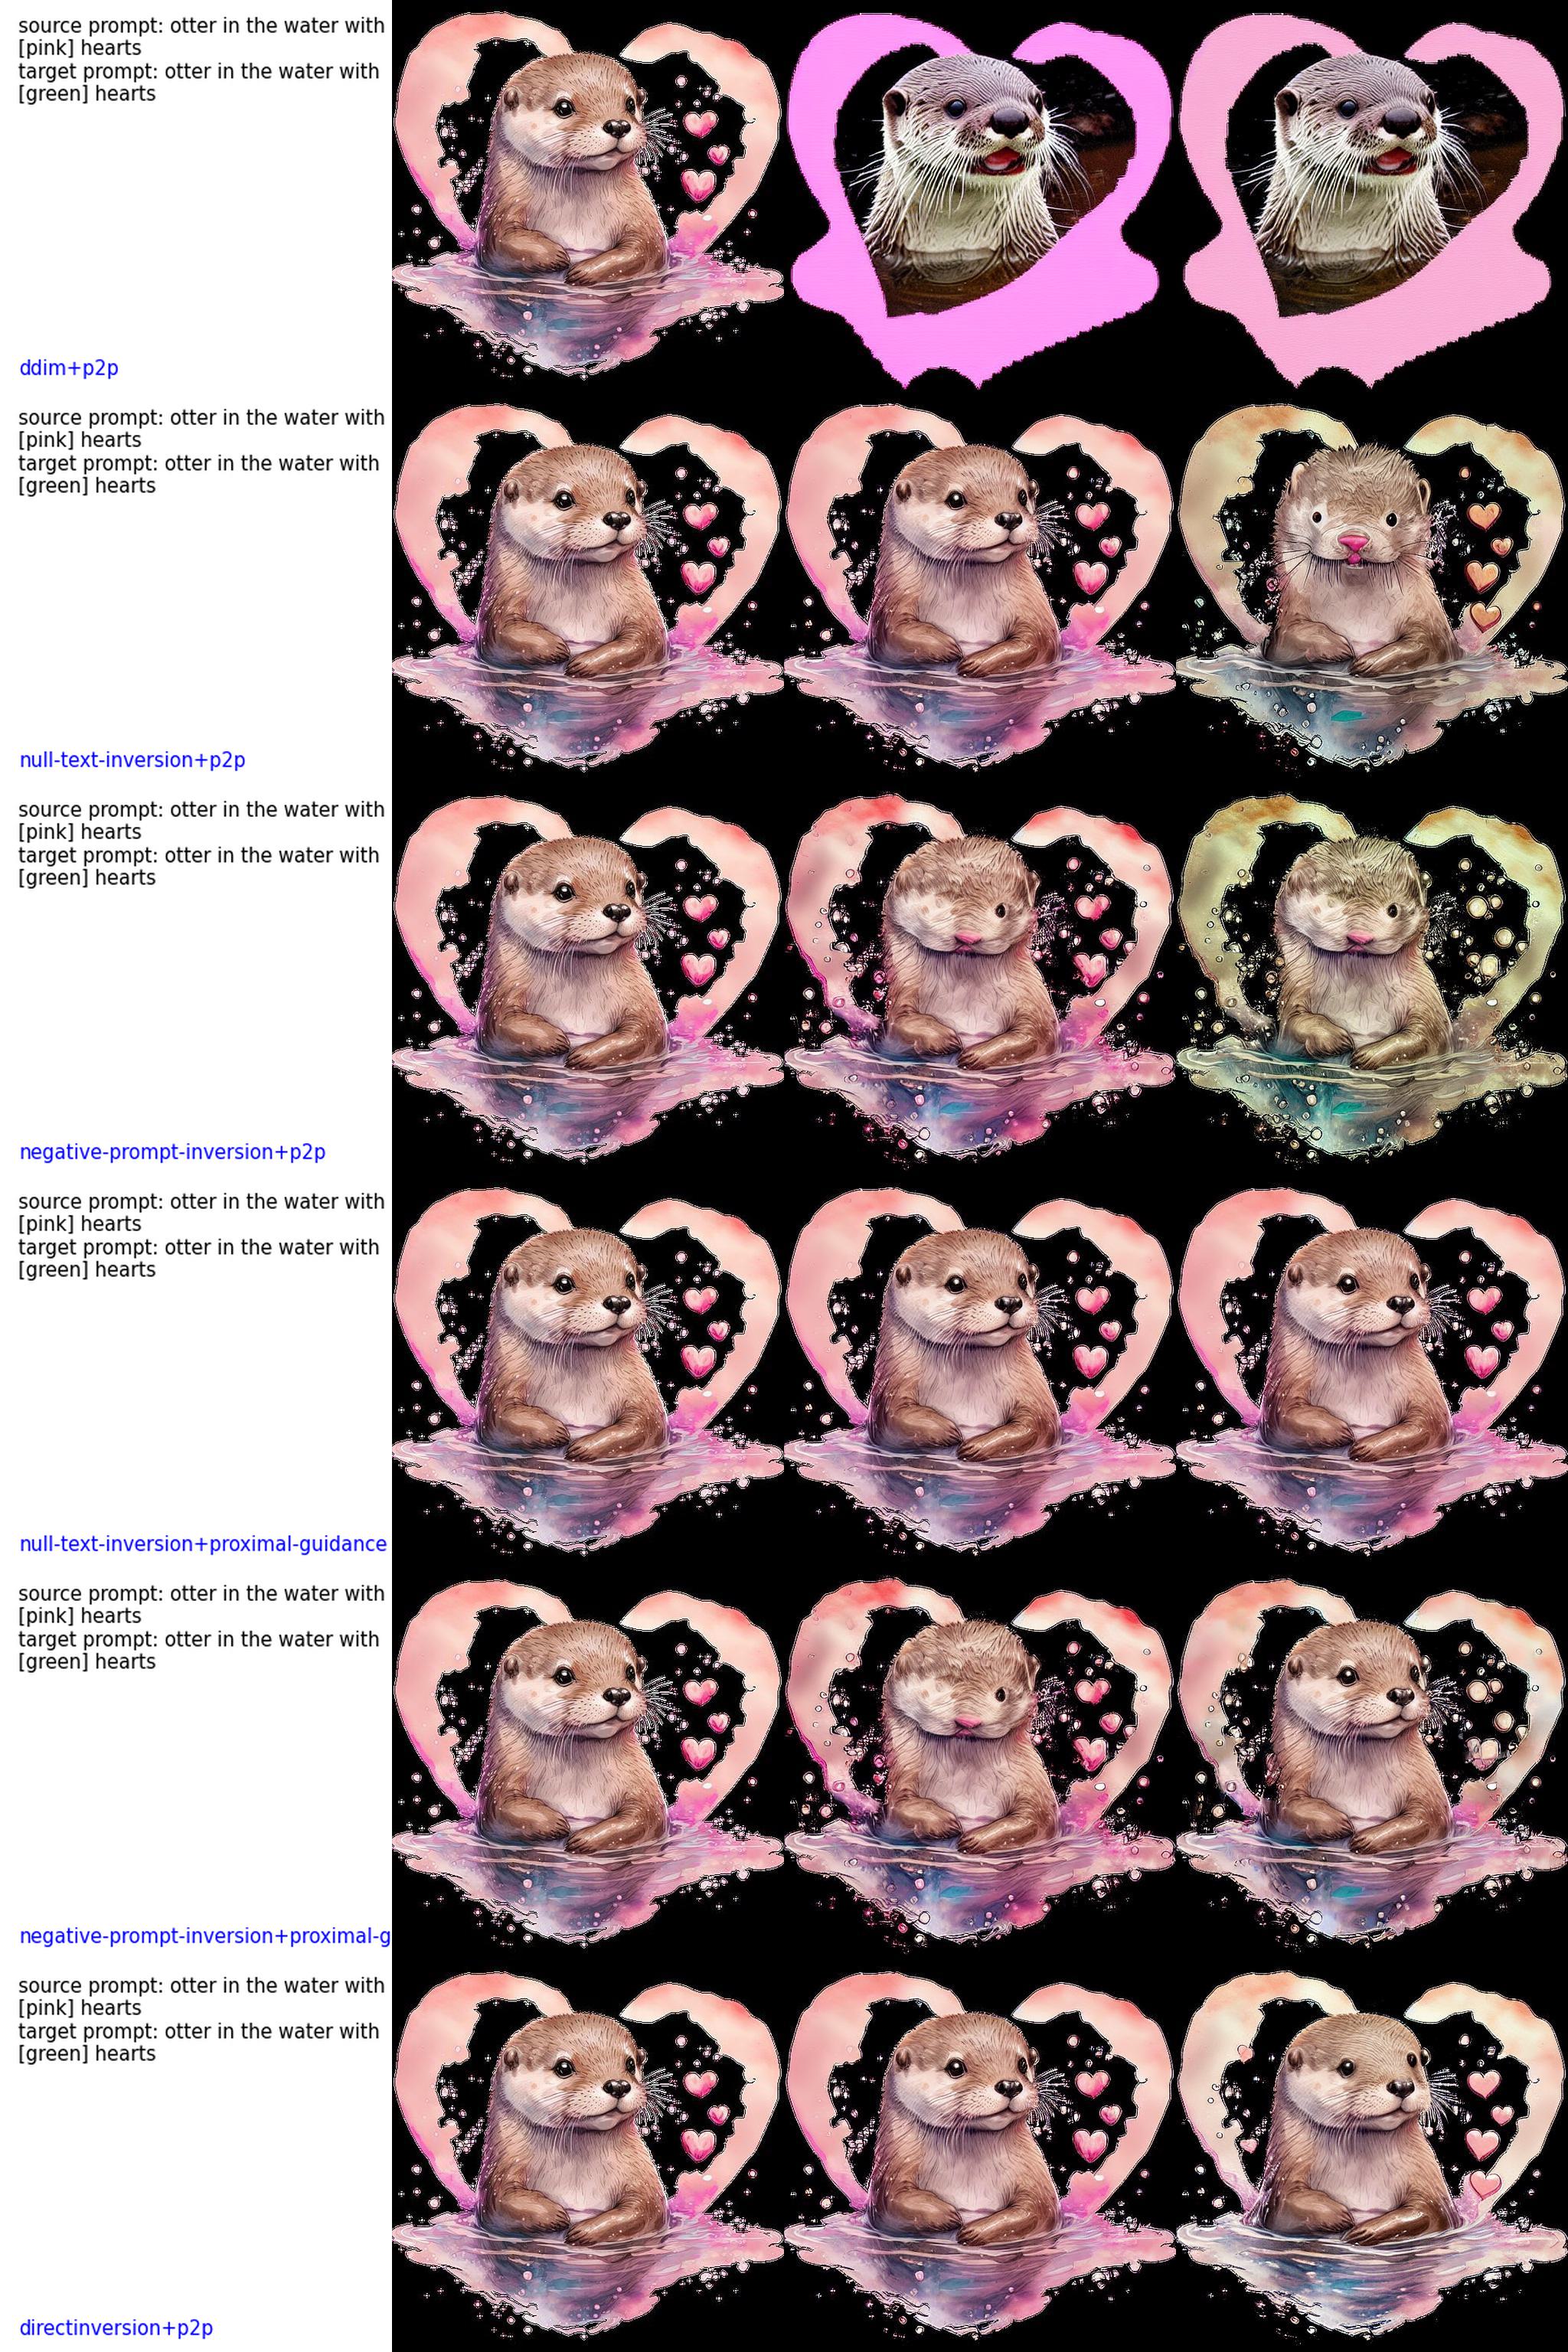 source prompt: otter in the water with
[pink] hearts
target prompt: otter in the water with
[green] hearts
ddim+p2p
source prompt: otter in the water with
[pink] hearts
target prompt: otter in the water with
[green] hearts
null-text-inversion+p2p
source prompt: otter in the water with
[pink] hearts
target prompt: otter in the water with
[green] hearts
negative-prompt-inversion+p2p
source prompt: otter in the water with
[pink] hearts
target prompt: otter in the water with
[green] hearts
null-text-inversion+proximal-guidance
source prompt: otter in the water with
[pink] hearts
target prompt: otter in the water with
[green] hearts
negative-prompt-inversion+proximal-g
source prompt: otter in the water with
[pink] hearts
target prompt: otter in the water with
[green] hearts
directinversion+p2p